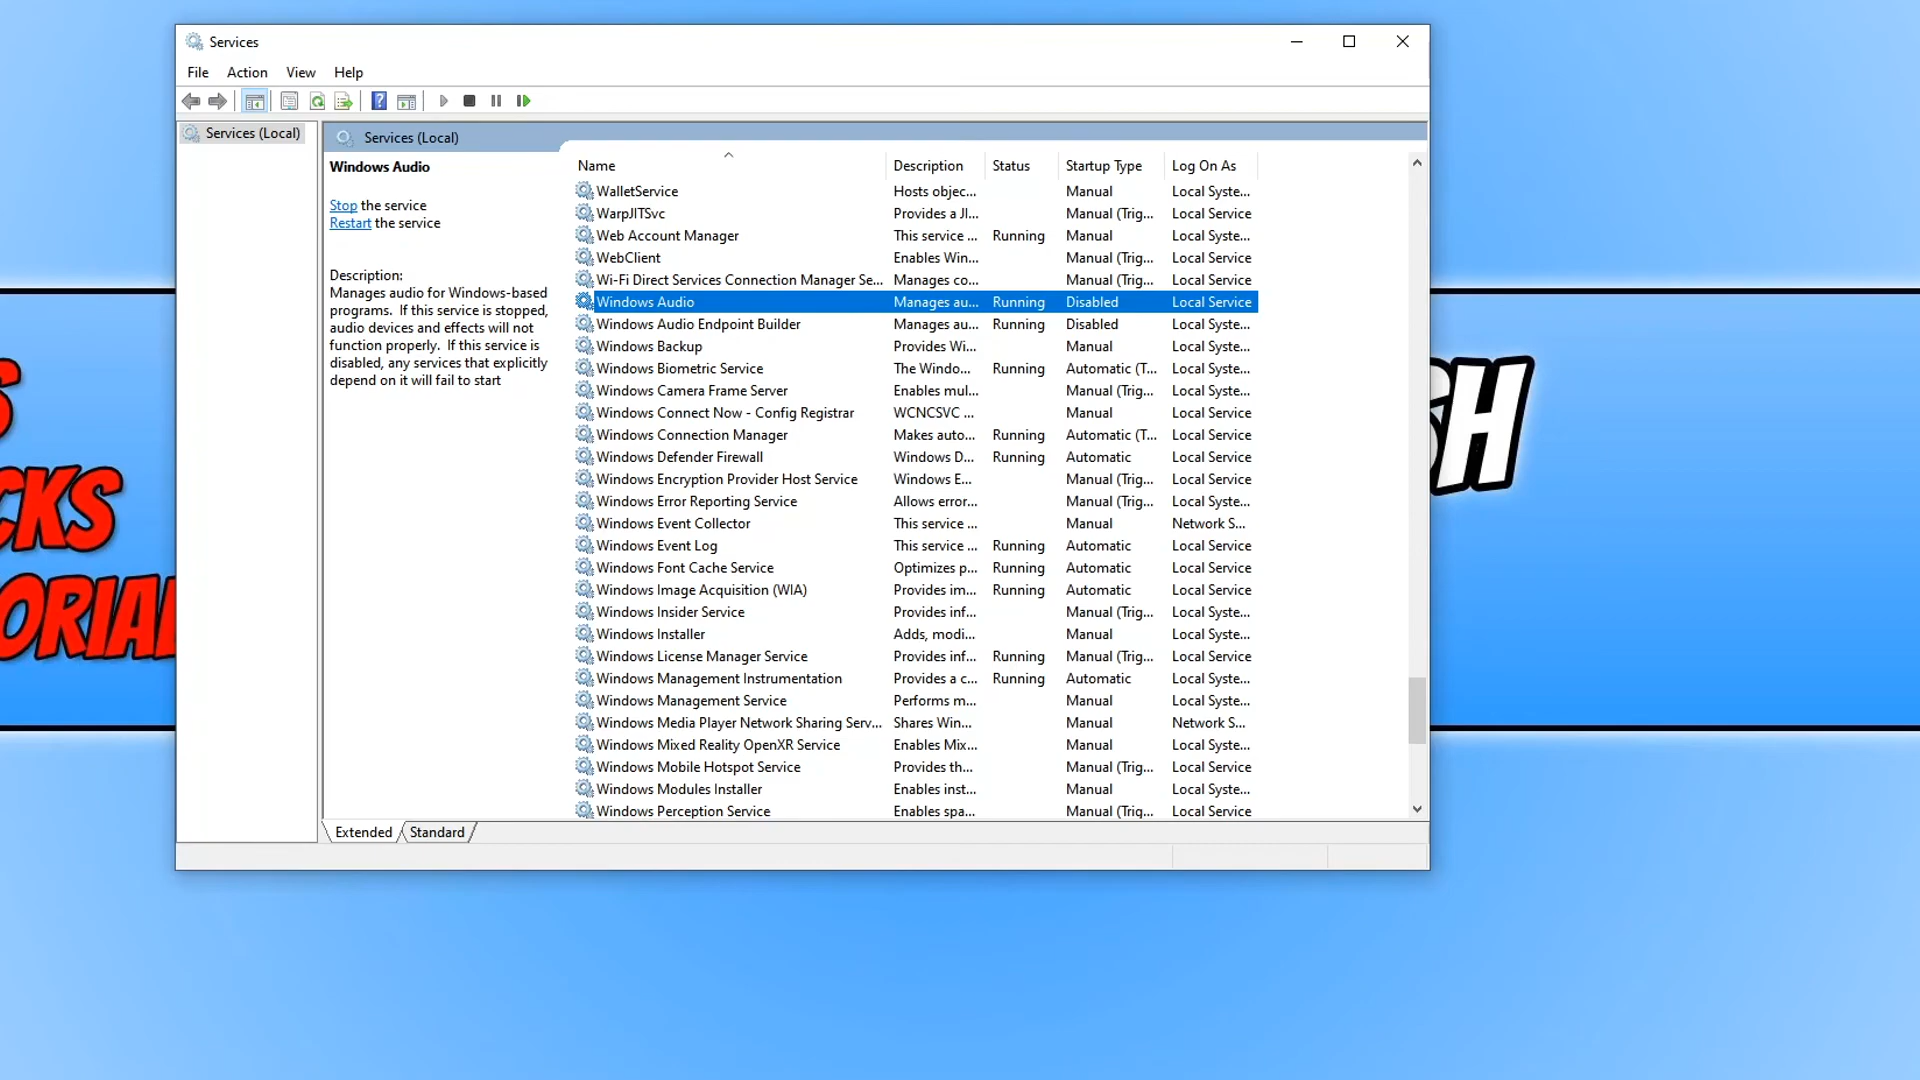 Services
File Action View Help
Services (Local)
Services (Local)
Windows Audio
Stop the service
Restart the service
Description:
Manages audio for Windows-based
programs.  If this service is stopped,
audio devices and effects will not
function properly.  If this service is
disabled, any services that explicitly
depend on it will fail to start
Name Description Status Startup Type Log On As
WalletService Hosts objec... Manual Local Syste...
WarpJITSvc Provides a JI... Manual (Trig... Local Service
Web Account Manager This service ... Running Manual Local Syste...
WebClient Enables Win... Manual (Trig... Local Service
Wi-Fi Direct Services Connection Manager Se... Manages co... Manual (Trig... Local Service
Windows Audio Manages au... Running Disabled Local Service
Windows Audio Endpoint Builder Manages au... Running Disabled Local Syste...
Windows Backup Provides Wi... Manual Local Syste...
Windows Biometric Service The Windo... Running Automatic (T... Local Syste...
Windows Camera Frame Server Enables mul... Manual (Trig... Local Service
Windows Connect Now - Config Registrar WCNCSVC ... Manual Local Service
Windows Connection Manager Makes auto... Running Automatic (T... Local Service
Windows Defender Firewall Windows D... Running Automatic Local Service
Windows Encryption Provider Host Service Windows E... Manual (Trig... Local Service
Windows Error Reporting Service Allows error... Manual (Trig... Local Syste...
Windows Event Collector This service ... Manual Network S...
Windows Event Log This service ... Running Automatic Local Service
Windows Font Cache Service Optimizes p... Running Automatic Local Service
Windows Image Acquisition (WIA) Provides im... Running Automatic Local Service
Windows Insider Service Provides inf... Manual (Trig... Local Syste...
Windows Installer Adds, modi... Manual Local Syste...
Windows License Manager Service Provides inf... Running Manual (Trig... Local Service
Windows Management Instrumentation Provides a c... Running Automatic Local Syste...
Windows Management Service Performs m... Manual Local Syste...
Windows Media Player Network Sharing Serv... Shares Win... Manual Network S...
Windows Mixed Reality OpenXR Service Enables Mix... Manual Local Syste...
Windows Mobile Hotspot Service Provides th... Manual (Trig... Local Service
Windows Modules Installer Enables inst... Manual Local Syste...
Windows Perception Service Enables spa... Manual (Trig... Local Service
Extended Standard